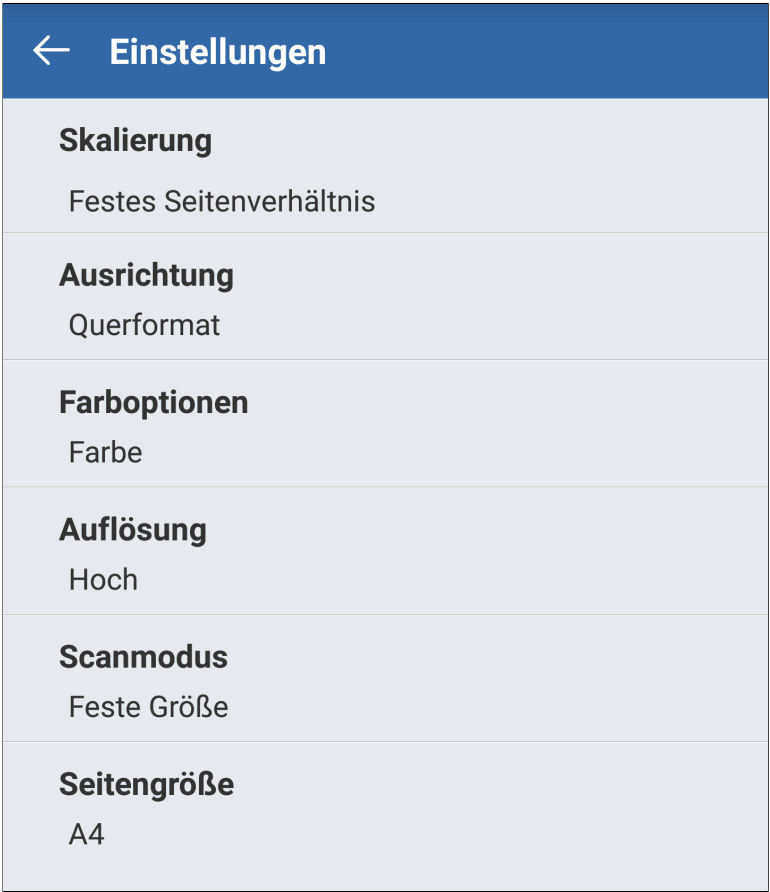 Einstellungen
Skalierung
Festes Seitenverhältnis
Ausrichtung
Querformat
Farboptionen
Farbe
Auflösung
Hoch
Scanmodus
Feste Größe
Seitengröße
A4